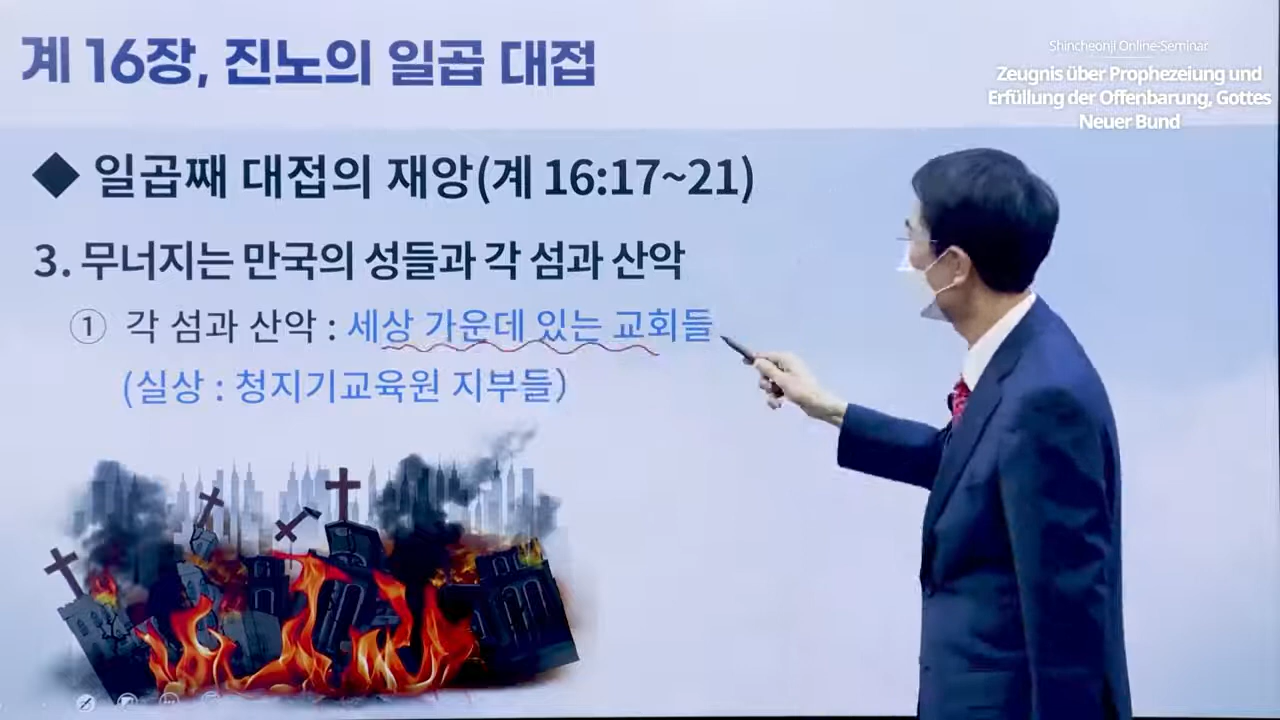 계 16장, 진노의 일곱 대접
Shincheonji Online-Seminar
Zeugnis über Prophezeiung und
Erfüllung der Offenbarung, Gottes
Neuer Bund
◆ 일곱째 대접의 재앙(계 16:17~21)
3. 무너지는 만국의 성들과 각 섬과 산악
① 각 섬과 산악 : 세상 가운데 있는 교회들
(실상 : 청지기교육원 지부들)